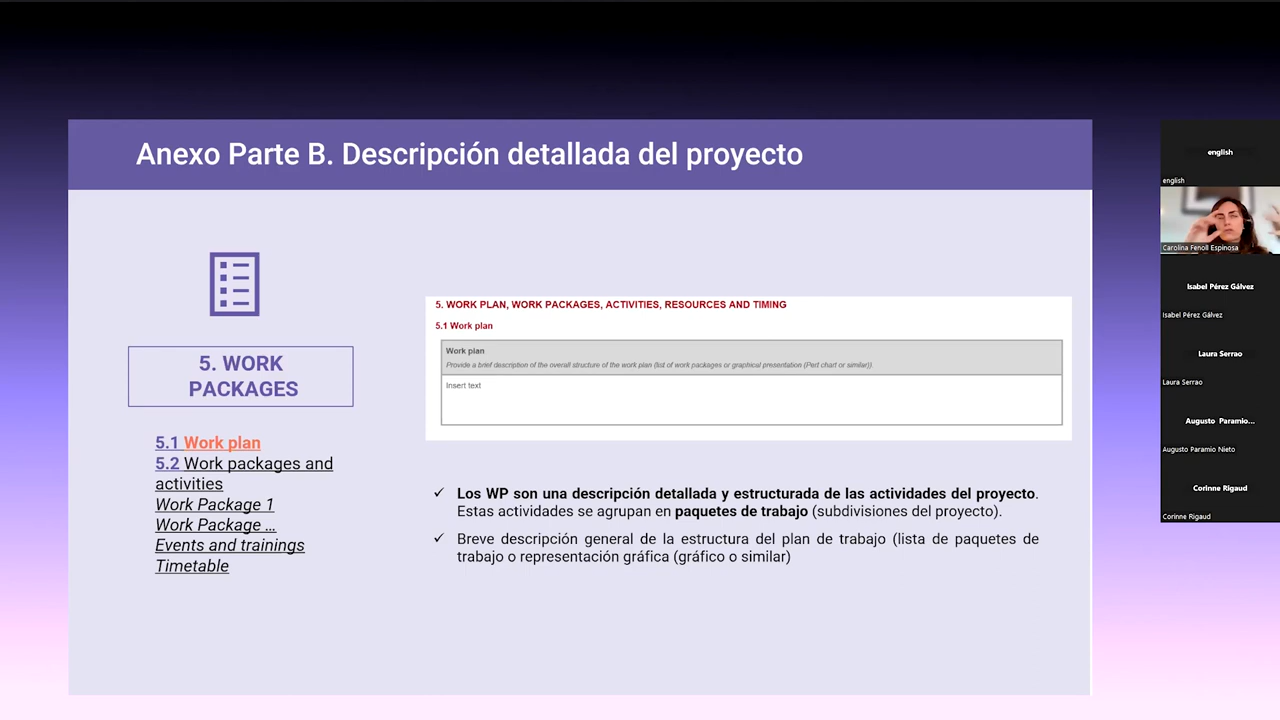 Anexo Parte B. Descripción detallada del proyecto
5. WORK
PACKAGES
5.1 Work plan
5.2 Work packages and
activities
Work Package 1
Work Package ...
Events and trainings
Timetable
5. WORK PLAN, WORK PACKAGES, ACTIVITIES, RESOURCES AND TIMING
5.1 Work plan
Work plan
Provide a brief description of the overall structure of the work plan (list of work packages or graphical presentation (Pert chart or similar)).
Insert text
✓ Los WP son una descripción detallada y estructurada de las actividades del proyecto.
Estas actividades se agrupan en paquetes de trabajo (subdivisiones del proyecto).
✓ Breve descripción general de la estructura del plan de trabajo (lista de paquetes de
trabajo o representación gráfica (gráfico o similar)
english
english
Carolina Fenoll Espinosa
Isabel Pérez Gálvez
Isabel Pérez Gálvez
Laura Serrao
Laura Serrao
Augusto Paramio...
Augusto Paramio Nieto
Corinne Rigaud
Corinne Rigaud